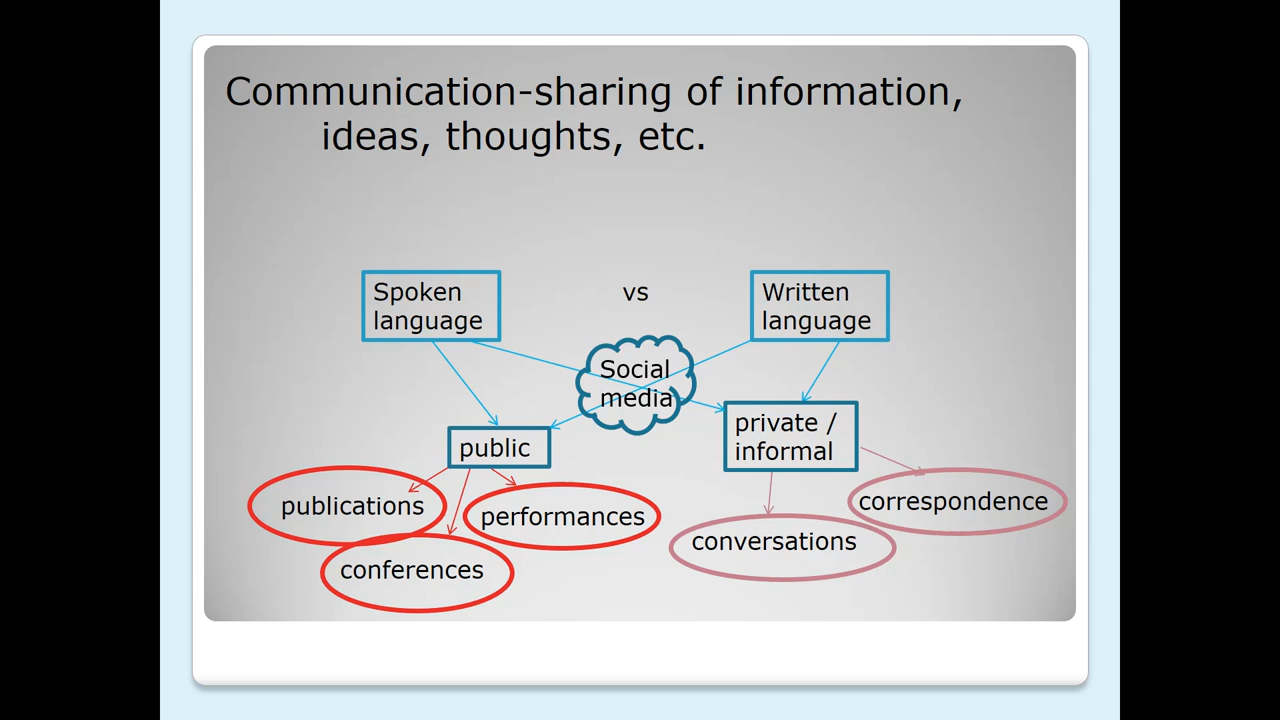 Communication-sharing of information,
ideas, thoughts, etc.
Spoken
language
vs
Written
language
Social
media
public
private /
informal
publications
performances
conferences
conversations
correspondence